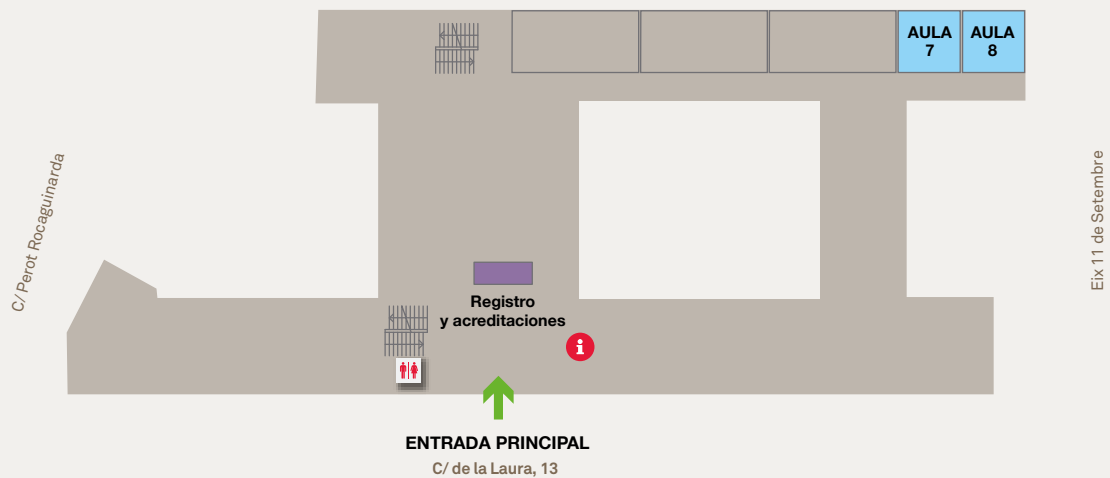 AULA
7
AULA
8
C/ Perot Rocaguinarda
Eix 11 de Setembre
Registro
y acreditaciones
i
ENTRADA PRINCIPAL
C/ de la Laura, 13